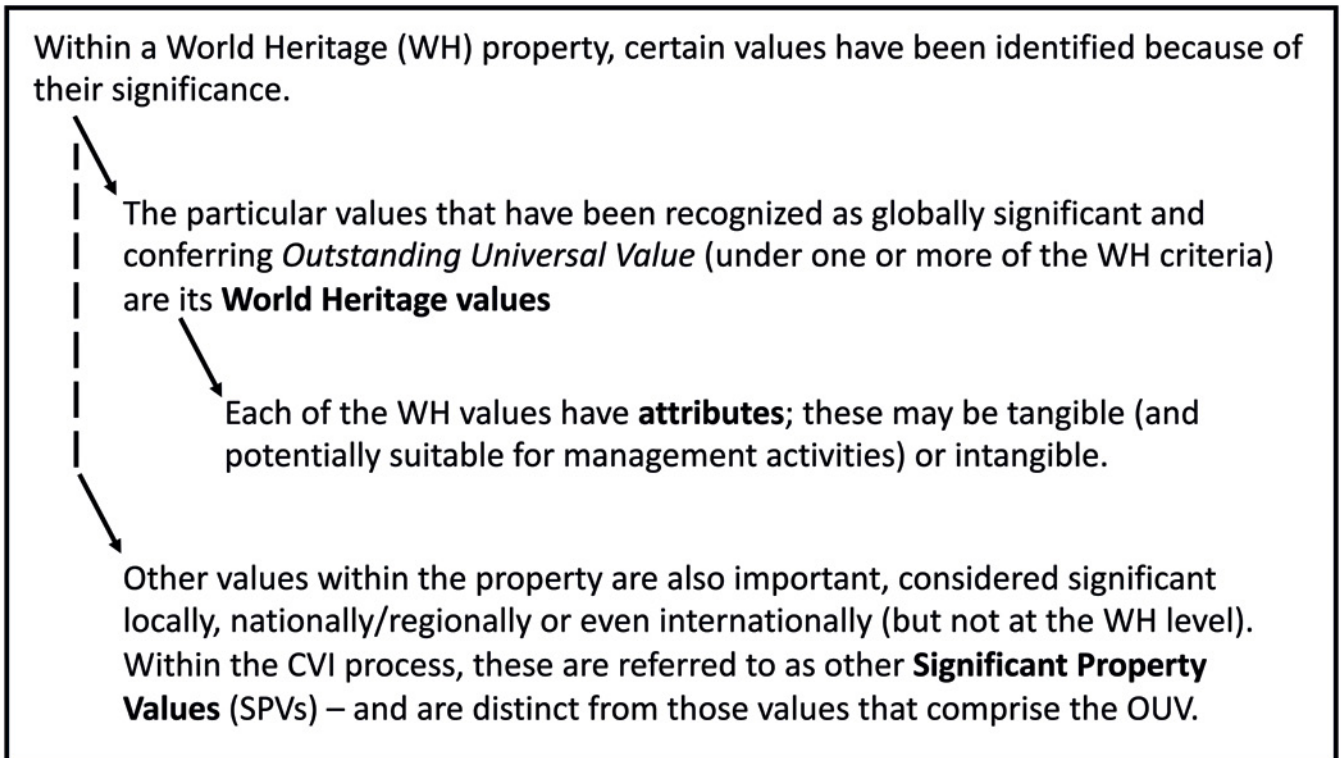 Within a World Heritage (WH) property, certain values have been identified because of
their significance.
The particular values that have been recognized as globally significant and
conferring Outstanding Universal Value (under one or more of the WH criteria)
are its World Heritage values
Each of the WH values have attributes; these may be tangible (and
potentially suitable for management activities) or intangible.
Other values within the property are also important, considered significant
locally, nationally/regionally or even internationally (but not at the WH level).
Within the CVI process, these are referred to as other Significant Property
Values (SPVs) – and are distinct from those values that comprise the OUV.